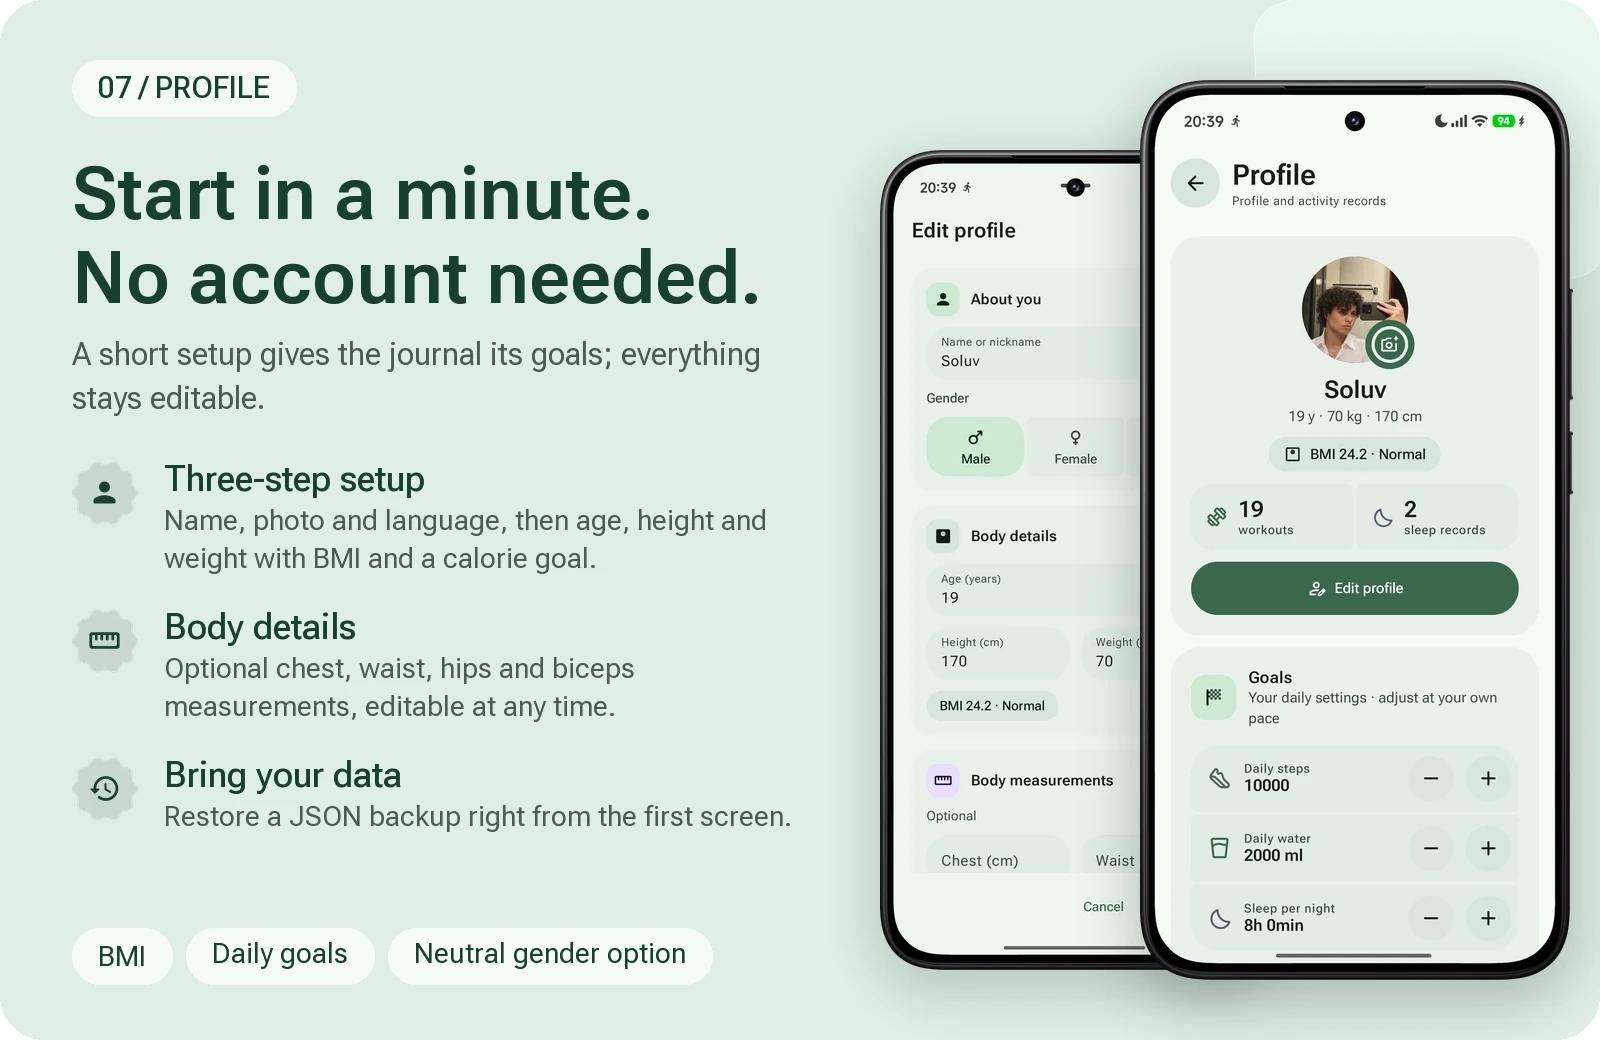 07 / PROFILE
Start in a minute.
No account needed.
A short setup gives the journal its goals; everything
stays editable.
Three-step setup
Name, photo and language, then age, height and
weight with BMI and a calorie goal.
Body details
Optional chest, waist, hips and biceps
measurements, editable at any time.
Bring your data
Restore a JSON backup right from the first screen.
BMI
Daily goals
Neutral gender option
20:39
Edit profile
About you
Name or nickname
Soluv
Gender
Male
Female
Body details
Age (years)
19
Height (cm)
170
Weight (
70
BMI 24.2 · Normal
Body measurements
Optional
Chest (cm)
Waist
Cancel
20:39
94
Profile
Profile and activity records
Soluv
19 y · 70 kg · 170 cm
BMI 24.2 · Normal
19
workouts
2
sleep records
Edit profile
Goals
Your daily settings · adjust at your own
pace
Daily steps
10000
Daily water
2000 ml
Sleep per night
8h 0min